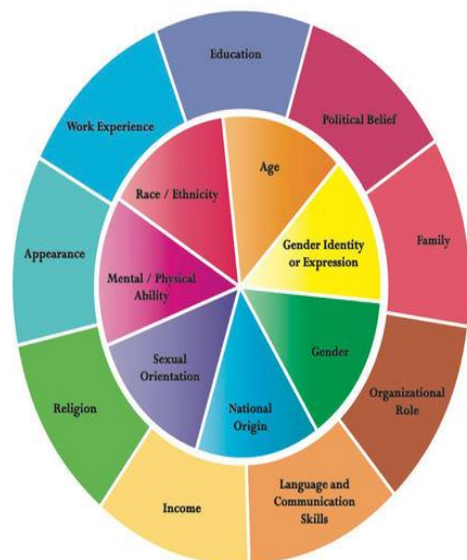 Education
Political Belief
Work Experience
Age
Race / Ethnicity
Gender Identity
or Expression
Family
Appearance
Mental / Physical
Ability
Gender
Sexual
Orientation
National
Origin
Organizational
Role
Religion
Language and
Communication
Skills
Income